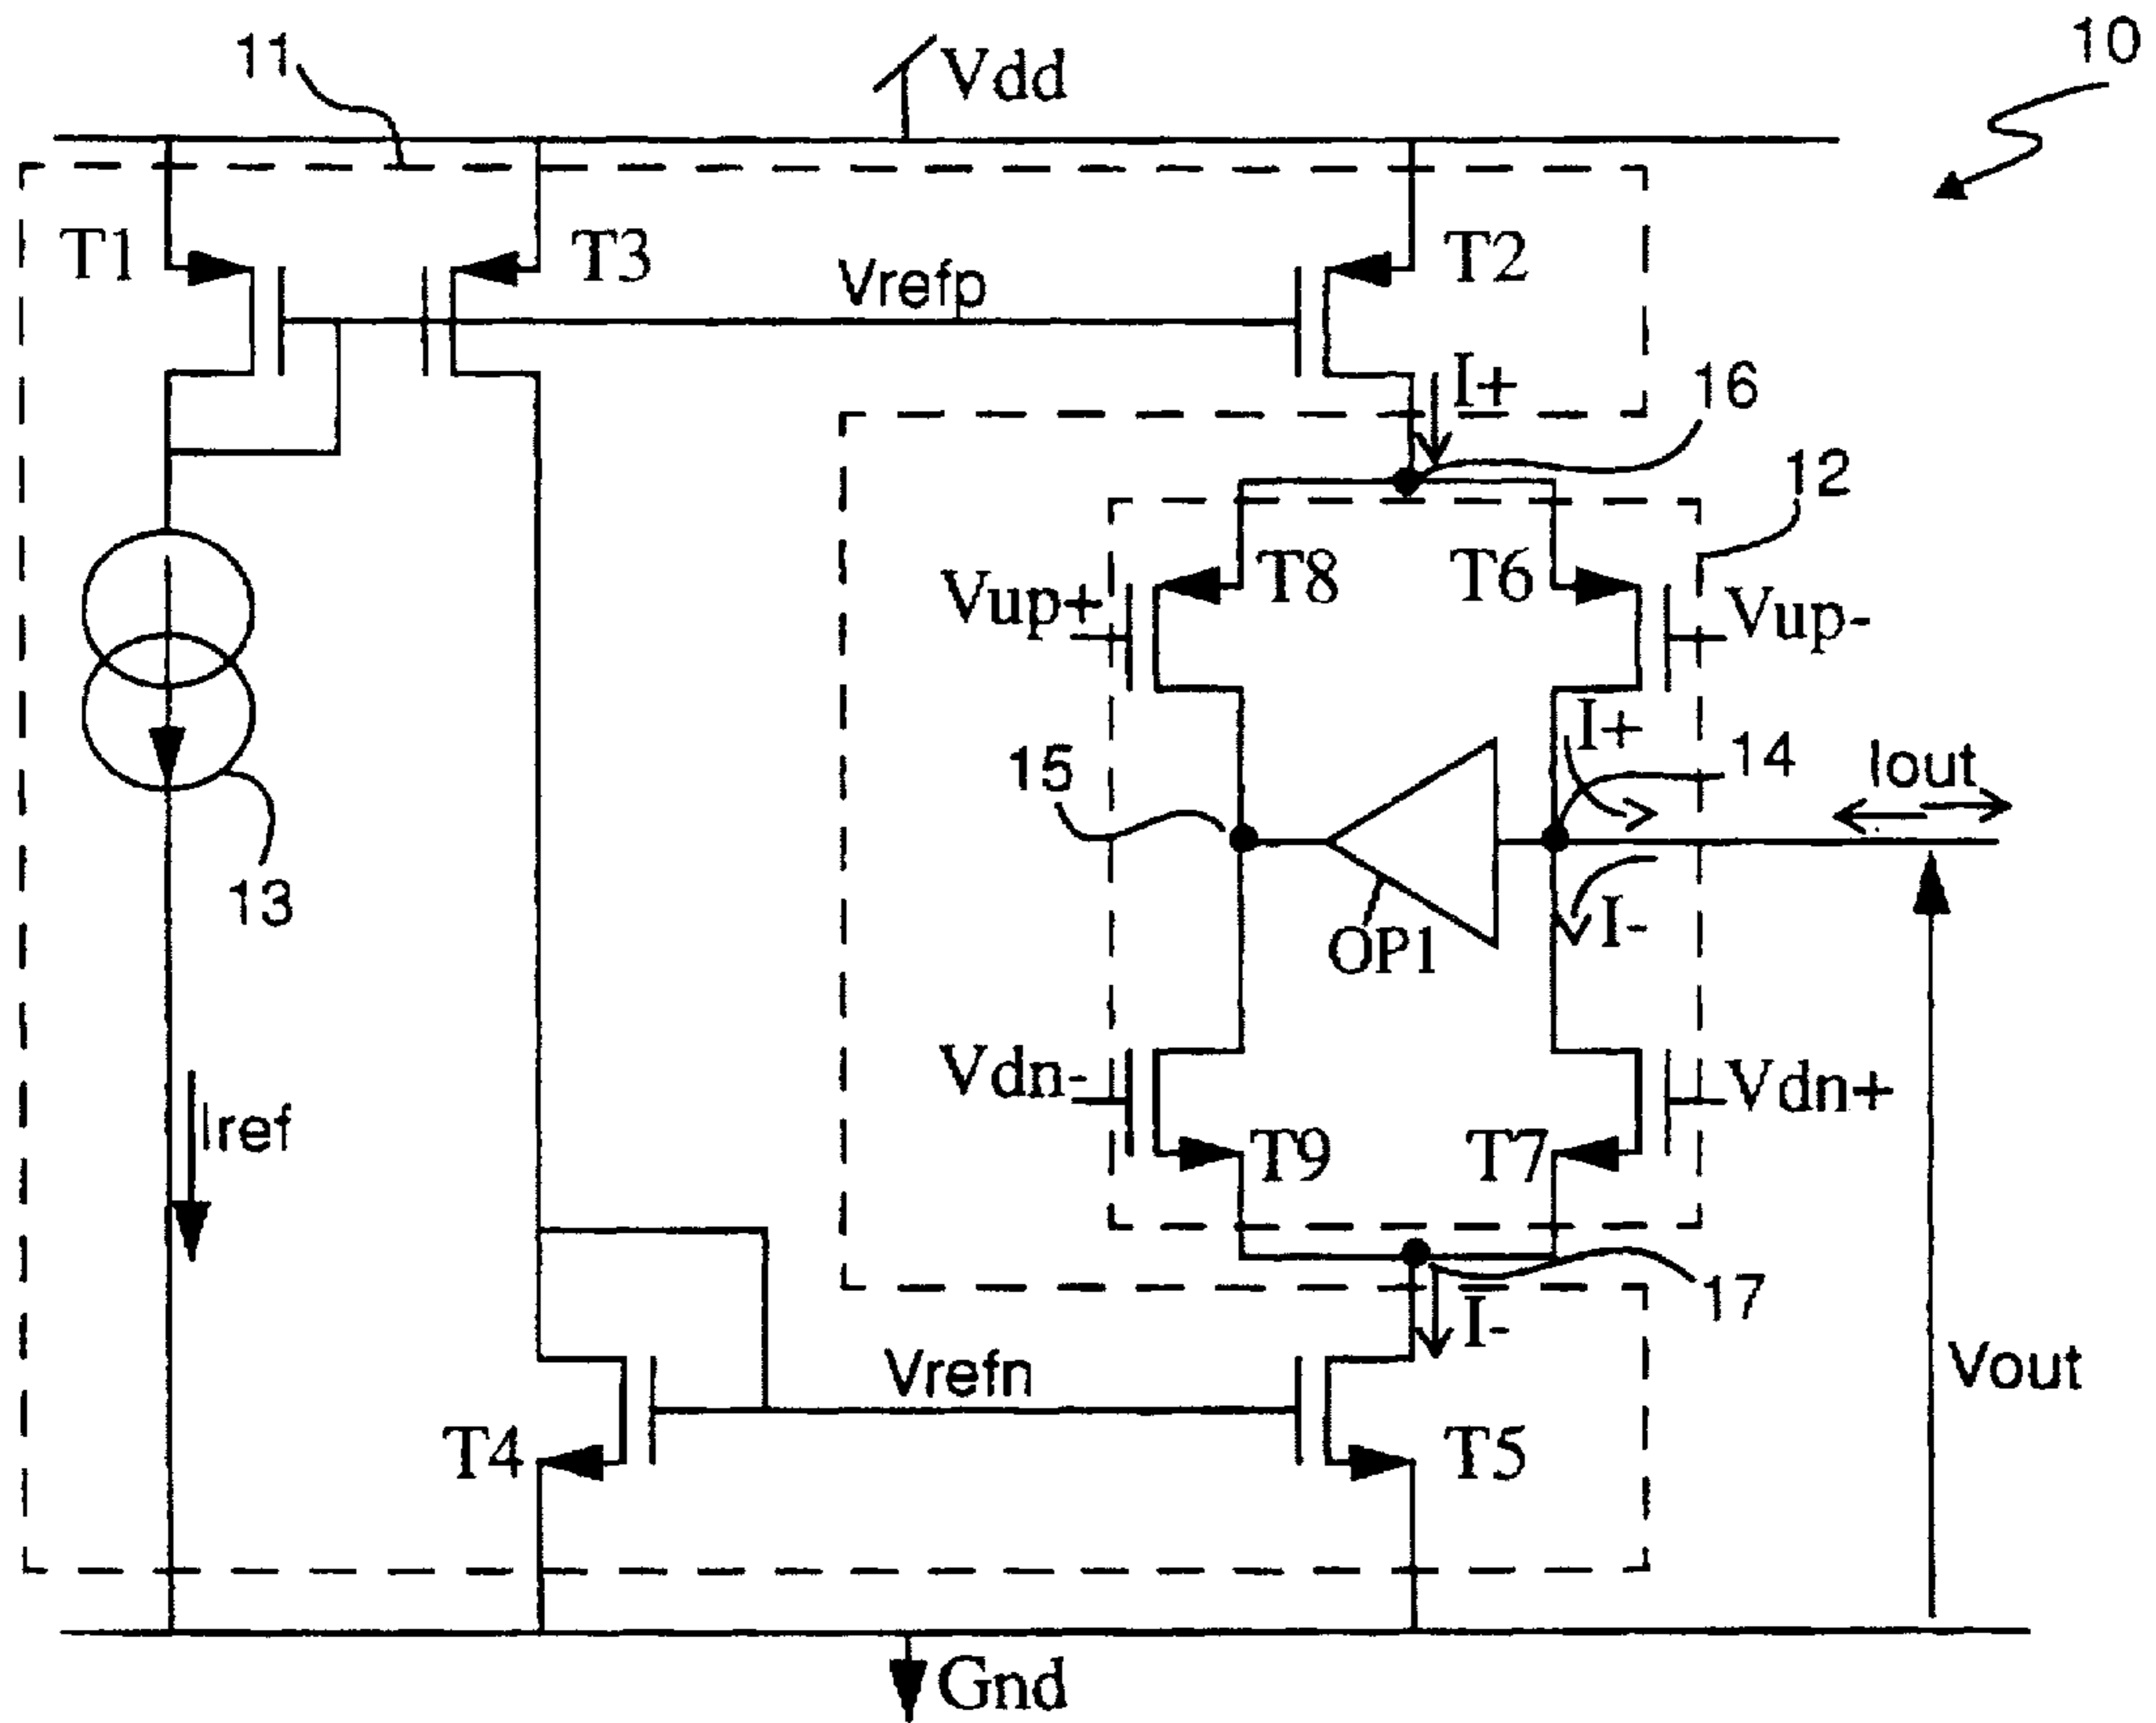 10
11
Vdd
T1
T3
T2
Vrefp
I+
16
12
T8
T6
Vup+
Vup-
I+
14
Iout
15
13
OP1
I-
Vdn-
Vdn+
Iref
T9
T7
17
I-
Vrefn
Vout
T4
T5
Gnd